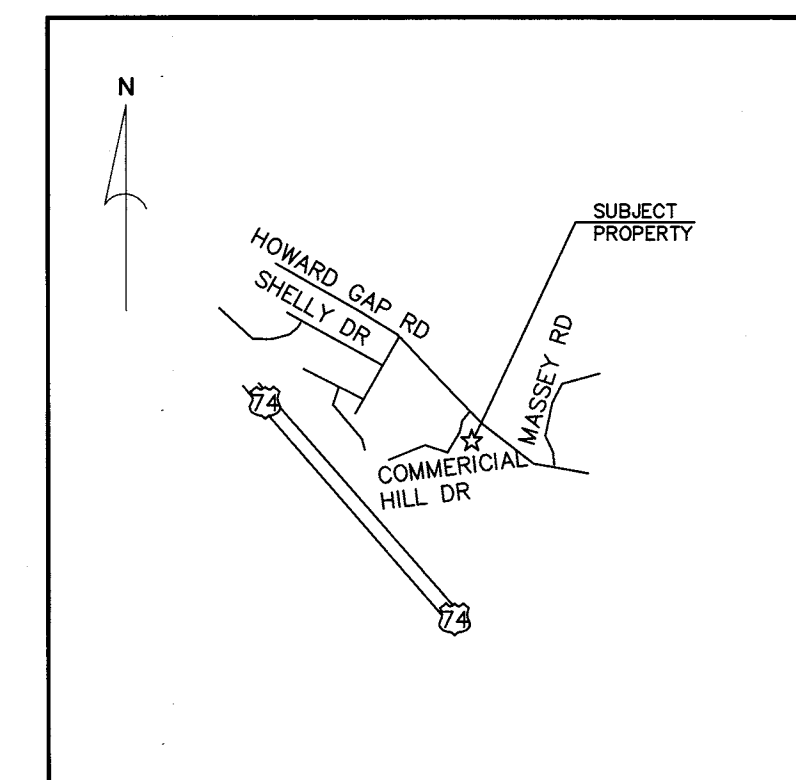 N
SUBJECT
PROPERTY
HOWARD GAP RD
SHELLY DR
MASSEY RD
74
COMMERICIAL
HILL DR
74